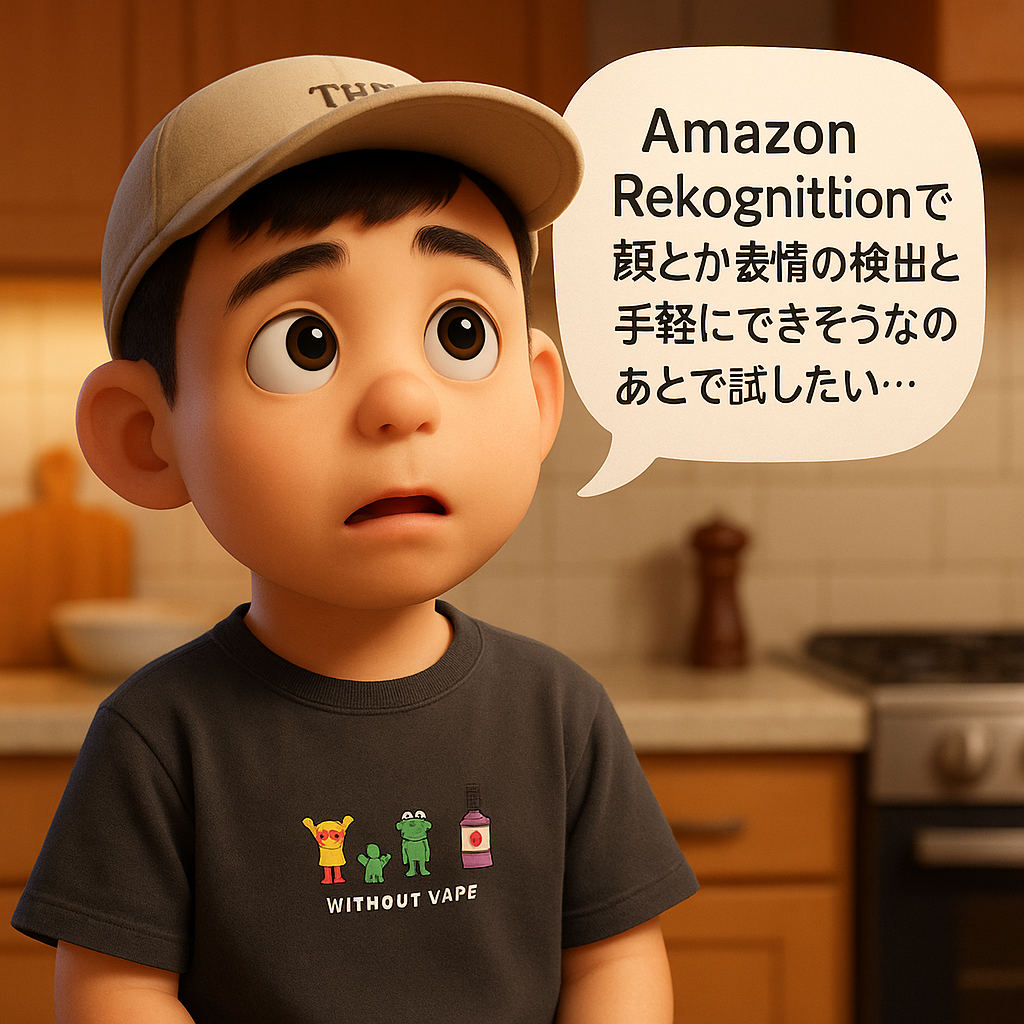 Amazon
Rekognittionで
顔とか表情の検出と
手軽にできそうなの
あとで試したい…
WITHOUT VAPE